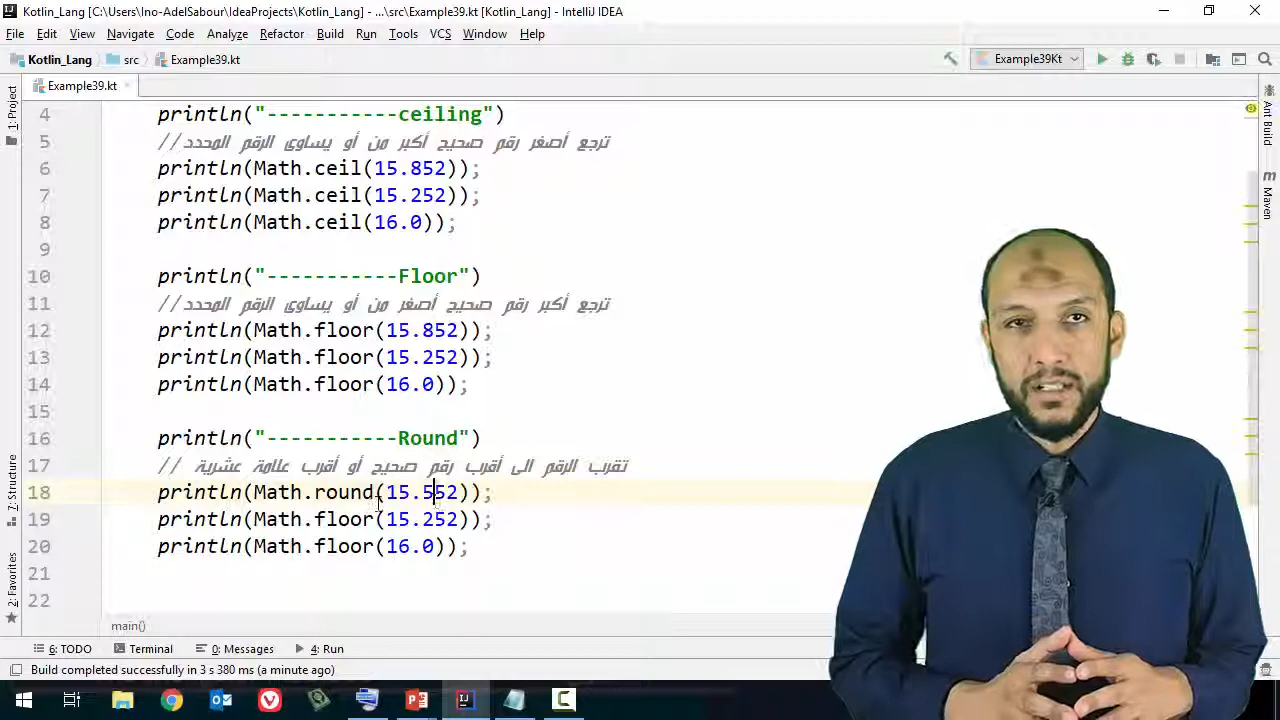 Kotlin_Lang [C:\Users\Ino-AdelSabour\IdeaProjects\Kotlin_Lang] - ...\src\Example39.kt [Kotlin_Lang] - IntelliJ IDEA
File Edit View Navigate Code Analyze Refactor Build Run Tools VCS Window Help
Kotlin_Lang src Example39.kt Example39Kt
Example39.kt
1: Project
Ant Build
Maven
7: Structure
2: Favorites
4 println("-----------ceiling")
5 //ترجع أصغر رقم صحيح أكبر من أو يساوى الرقم المحدد
6 println(Math.ceil(15.852));
7 println(Math.ceil(15.252));
8 println(Math.ceil(16.0));
9
10 println("-----------Floor")
11 //ترجع أكبر رقم صحيح أصغر من أو يساوى الرقم المحدد
12 println(Math.floor(15.852));
13 println(Math.floor(15.252));
14 println(Math.floor(16.0));
15
16 println("-----------Round")
17 // تقرب الرقم الى أقرب رقم صحيح أو أقرب علامة عشرية
18 println(Math.round(15.552));
19 println(Math.floor(15.252));
20 println(Math.floor(16.0));
21
22
main()
6: TODO Terminal 0: Messages 4: Run
Build completed successfully in 3 s 380 ms (a minute ago)